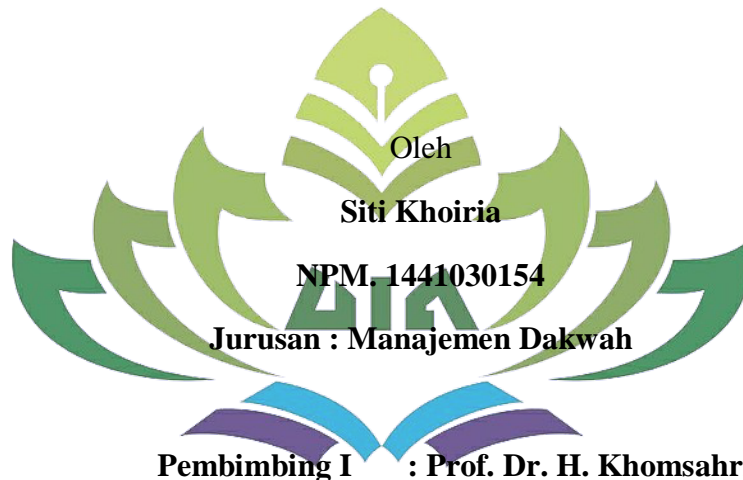 Oleh
Siti Khoiria
NPM. 1441030154
Jurusan : Manajemen Dakwah
Pembimbing I : Prof. Dr. H. Khomsahr